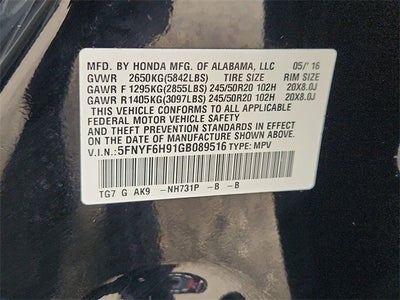 MFD. BY HONDA MFG. OF ALABAMA, LLC 05/'16
GVWR 2650KG(5842LBS) TIRE SIZE RIM SIZE
GAWR F 1295KG(2855LBS) 245/50R20 102H 20X8.0J
GAWR R 1405KG(3097LBS) 245/50R20 102H 20X8.0J
THIS VEHICLE CONFORMS TO ALL APPLICABLE
FEDERAL MOTOR VEHICLE SAFETY
STANDARDS IN EFFECT
ON THE DATE OF MANUFACTURE SHOWN ABOVE.
V.I.N.:5FNYF6H91GB089516 TYPE: MPV
TG7 G AK9 -NH731P -B -B